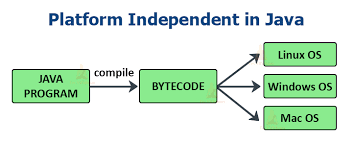 Platform Independent in Java
JAVA
PROGRAM
compile
BYTECODE
Linux OS
Windows OS
Mac OS